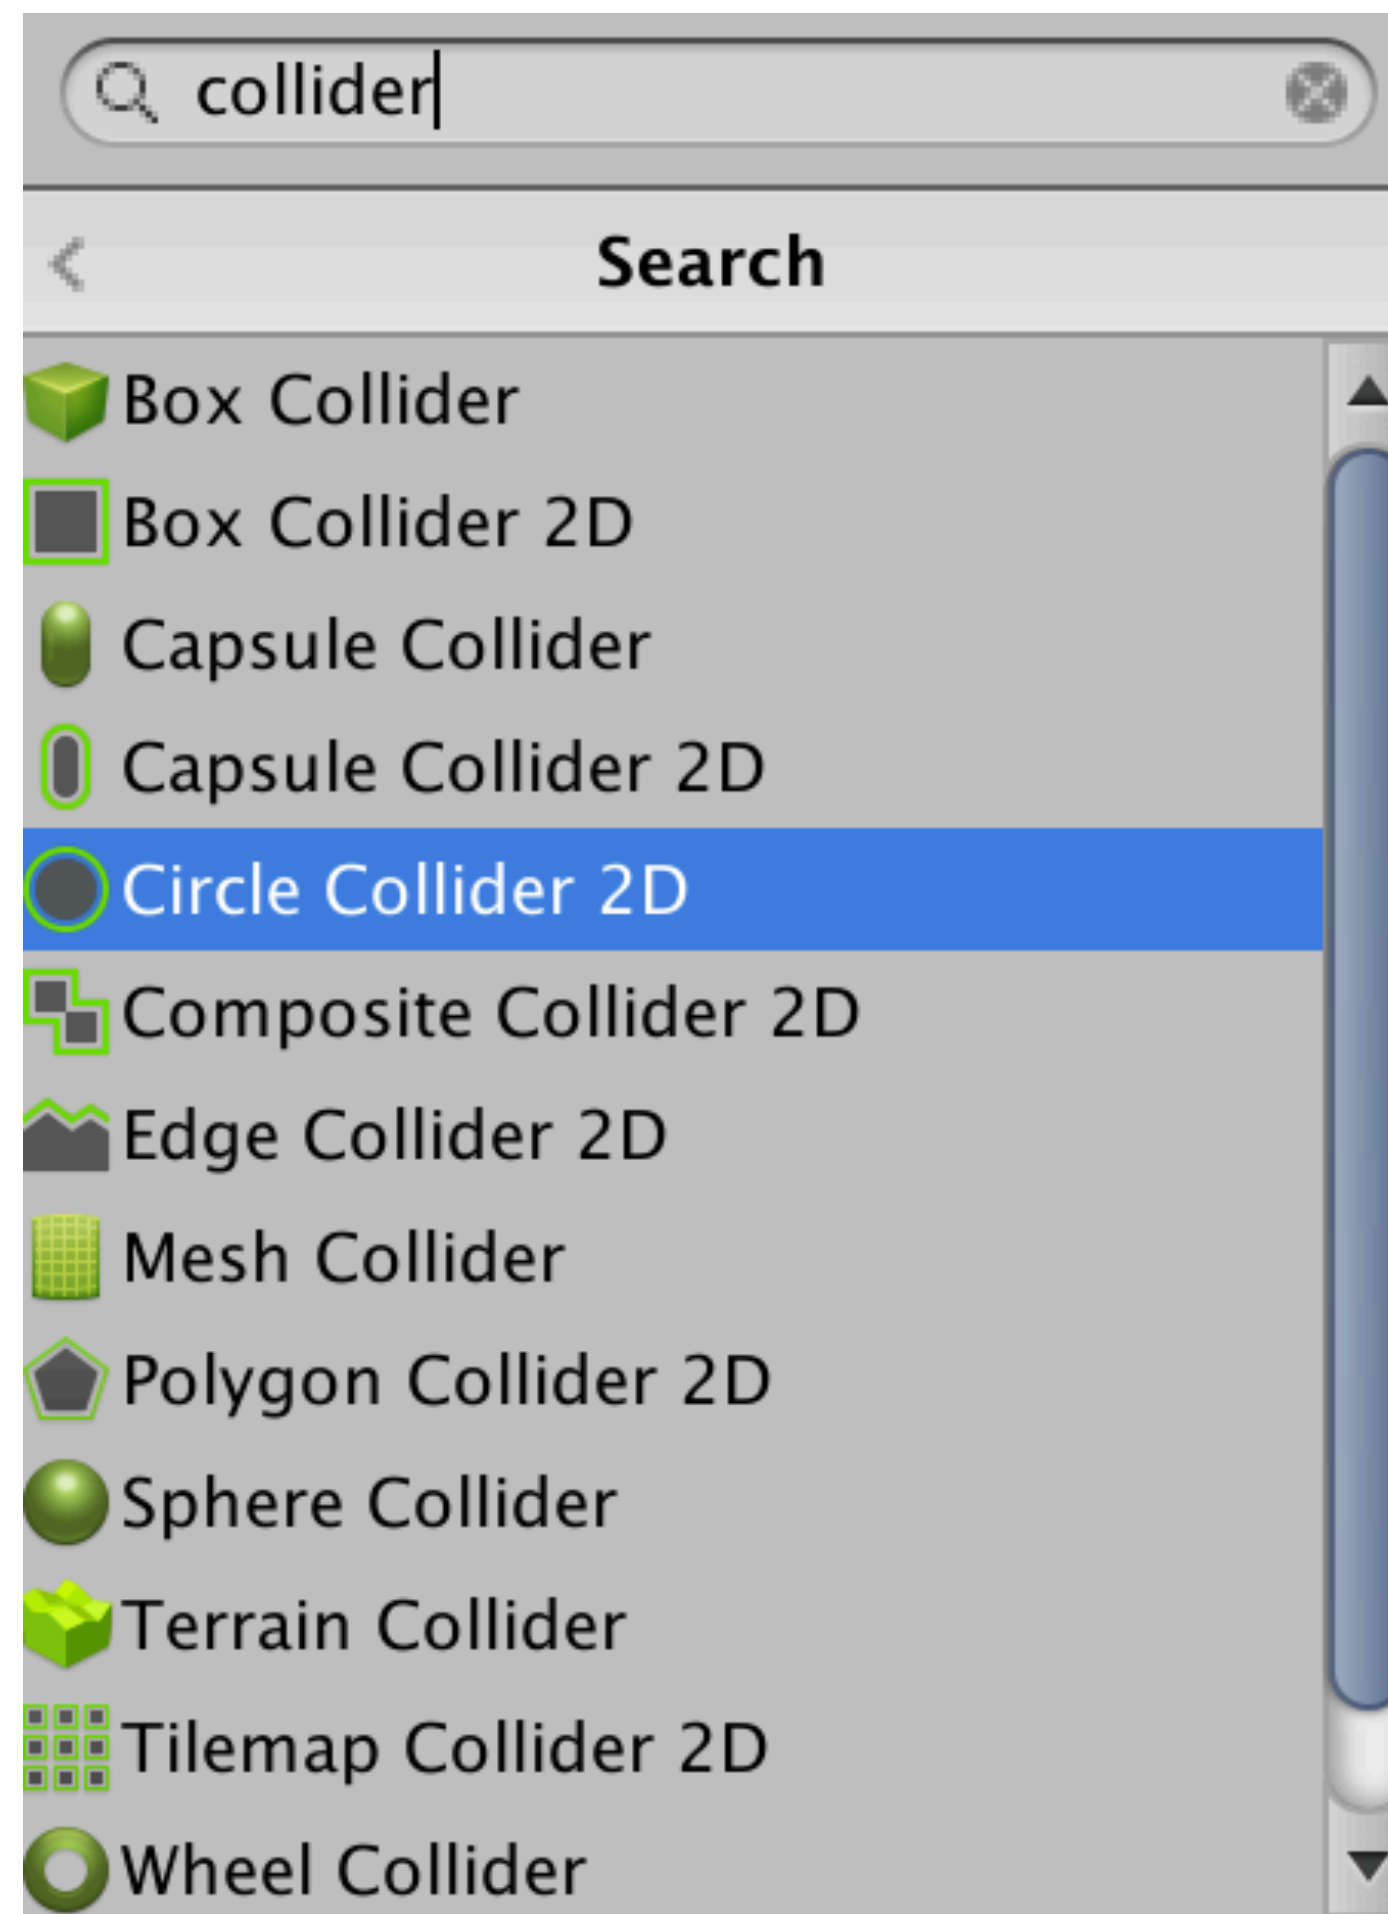 collider
Search
Box Collider
Box Collider 2D
Capsule Collider
Capsule Collider 2D
Circle Collider 2D
Composite Collider 2D
Edge Collider 2D
Mesh Collider
Polygon Collider 2D
Sphere Collider
Terrain Collider
Tilemap Collider 2D
Wheel Collider